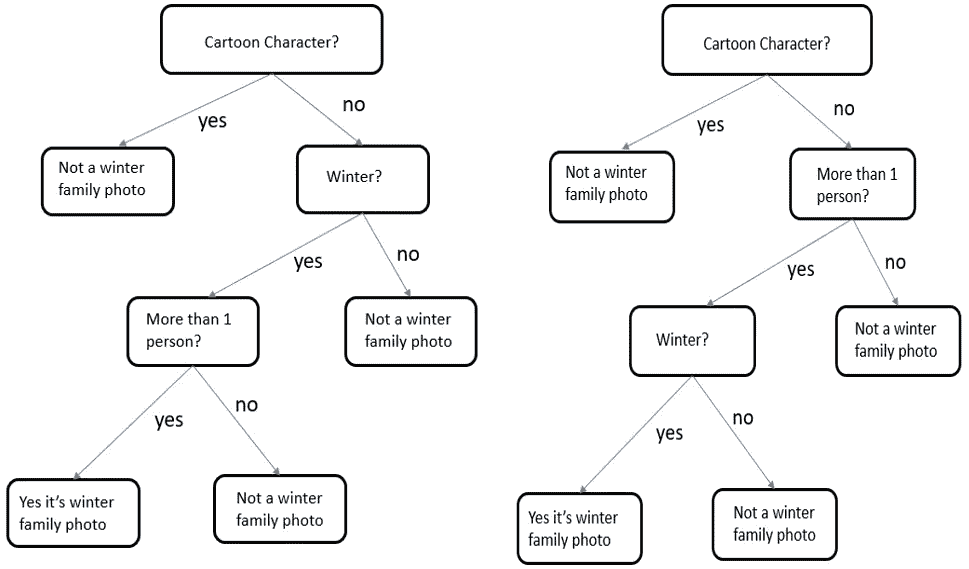 Cartoon Character?
yes
no
Not a winter
family photo
Winter?
yes
no
More than 1
person?
Not a winter
family photo
yes
no
Yes it's winter
family photo
Not a winter
family photo
Cartoon Character?
yes
no
Not a winter
family photo
More than 1
person?
yes
no
Winter?
Not a winter
family photo
yes
no
Yes it's winter
family photo
Not a winter
family photo